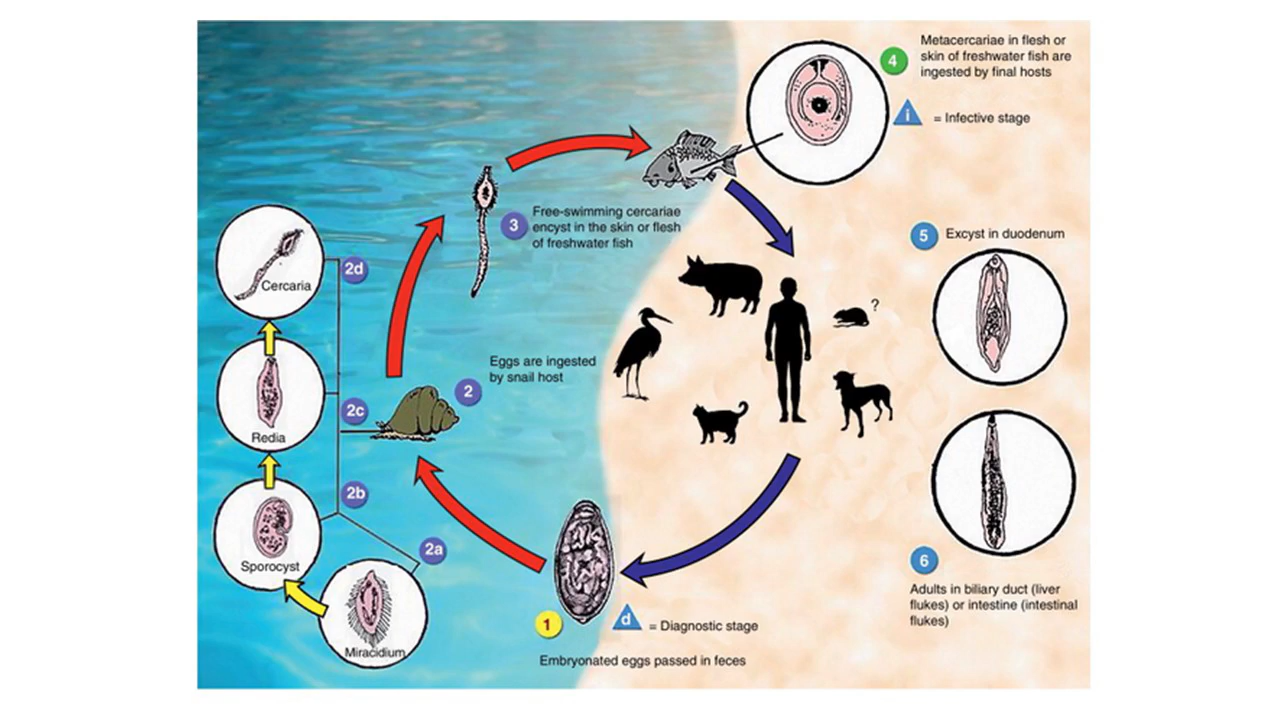 4
Metacercariae in flesh or
skin of freshwater fish are
ingested by final hosts
i
= Infective stage
3
Free-swimming cercariae
encyst in the skin or flesh
of freshwater fish
5
Excyst in duodenum
2d
Cercaria
?
Eggs are ingested
by snail host
2
2c
Redia
2b
Sporocyst
2a
Miracidium
1
d
= Diagnostic stage
Embryonated eggs passed in feces
6
Adults in biliary duct (liver
flukes) or intestine (intestinal
flukes)